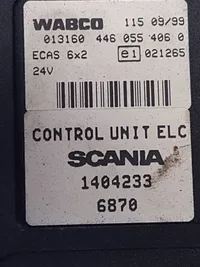 WABCO 115 09/99
013160 446 055 406 0
ECAS 6x2 e1 021265
24V
CONTROL UNIT ELC
SCANIA
1404233
6870